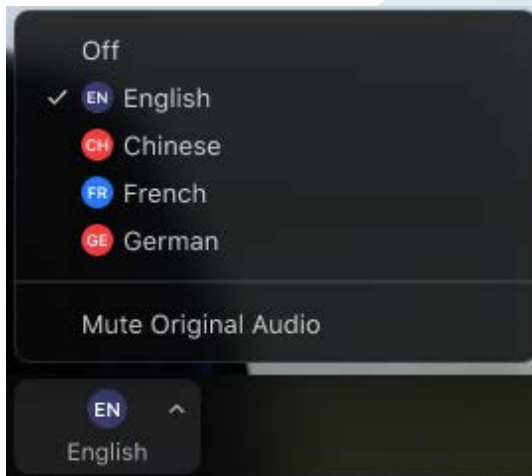 Off
EN English
CH Chinese
FR French
GE German
Mute Original Audio
EN
English